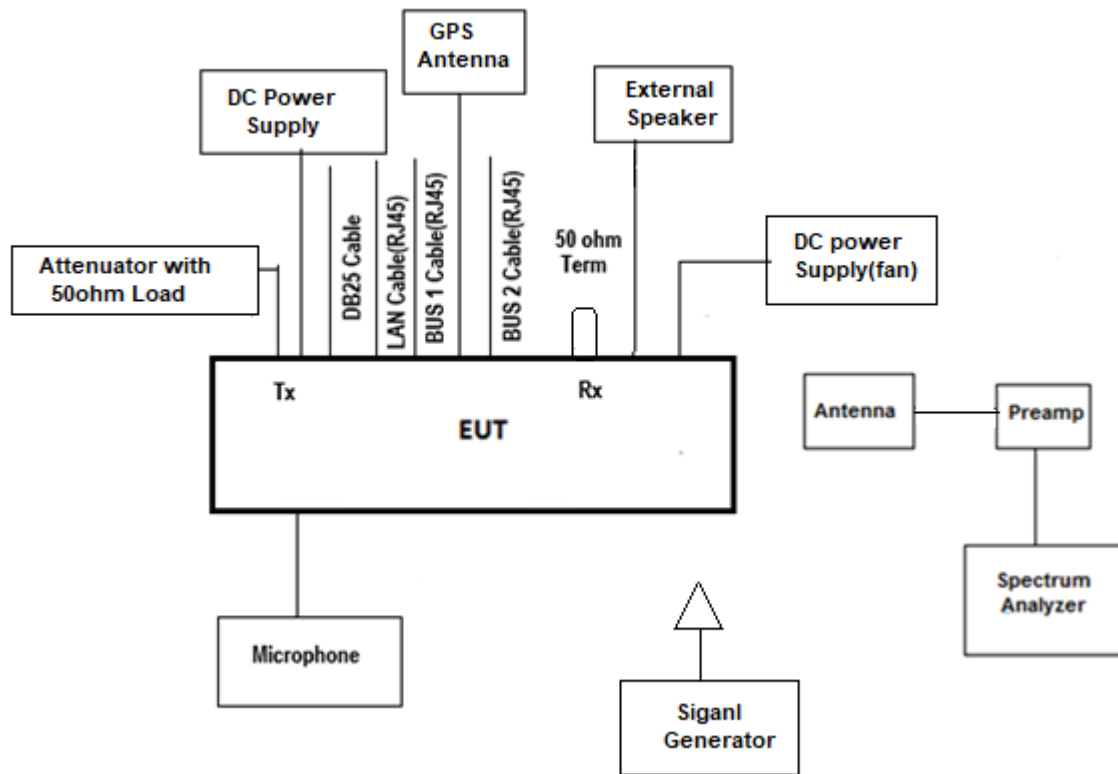 GPS
Antenna
DC Power
Supply
External
Speaker
DB25 Cable
LAN Cable(RJ45)
BUS 1 Cable(RJ45)
BUS 2 Cable(RJ45)
50 ohm
Term
DC power
Supply(fan)
Attenuator with
50ohm Load
Tx
Rx
EUT
Antenna
Preamp
Spectrum
Analyzer
Microphone
Siganl
Generator